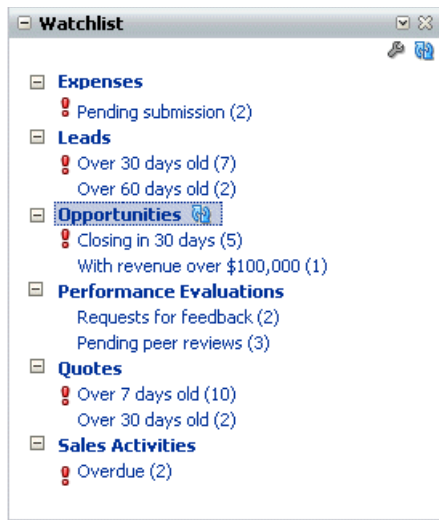 Watchlist
Expenses
Pending submission (2)
Leads
Over 30 days old (7)
Over 60 days old (2)
Opportunities
Closing in 30 days (5)
With revenue over $100,000 (1)
Performance Evaluations
Requests for feedback (2)
Pending peer reviews (3)
Quotes
Over 7 days old (10)
Over 30 days old (2)
Sales Activities
Overdue (2)